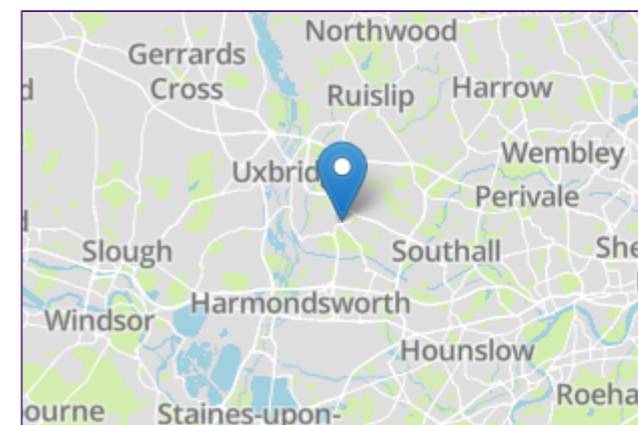 Northwood
Gerrards
Cross
Ruislip
Harrow
Wembley
Uxbrid
Perivale
Slough
Southall
She
Harmondsworth
Windsor
Hounslow
Roeha
ourne
Staines-upon-